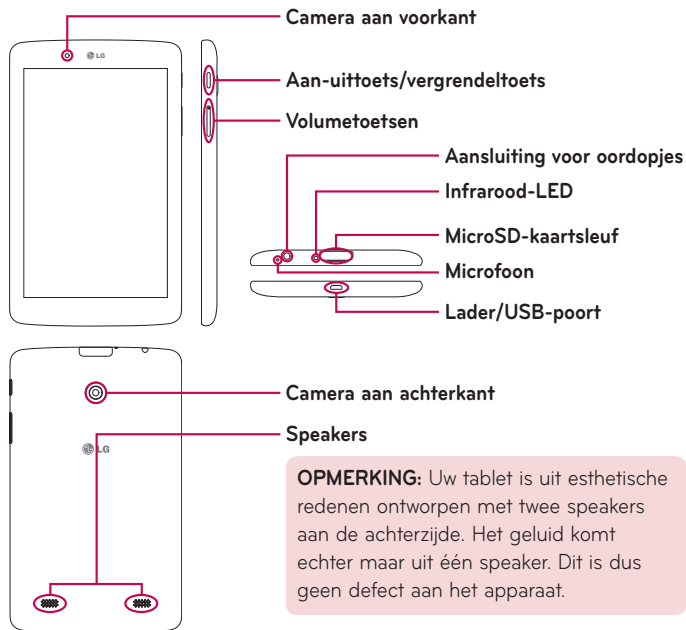 Camera aan voorkant
LG
Aan-uittoets/vergrendeltoets
Volumetoetsen
Aansluiting voor oordopjes
Infrarood-LED
MicroSD-kaartsleuf
Microfoon
Lader/USB-poort
Camera aan achterkant
Speakers
LG
OPMERKING: Uw tablet is uit esthetische
redenen ontworpen met twee speakers
aan de achterzijde. Het geluid komt
echter maar uit één speaker. Dit is dus
geen defect aan het apparaat.